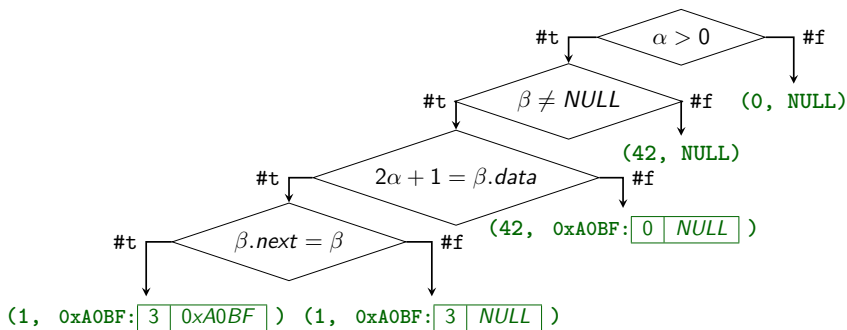 #t α > 0 #f
#t β ≠ NULL #f (0, NULL)
(42, NULL)
#t 2α + 1 = β.data #f
(42, 0xA0BF: 0 NULL )
#t β.next = β #f
(1, 0xA0BF: 3 0xA0BF ) (1, 0xA0BF: 3 NULL )